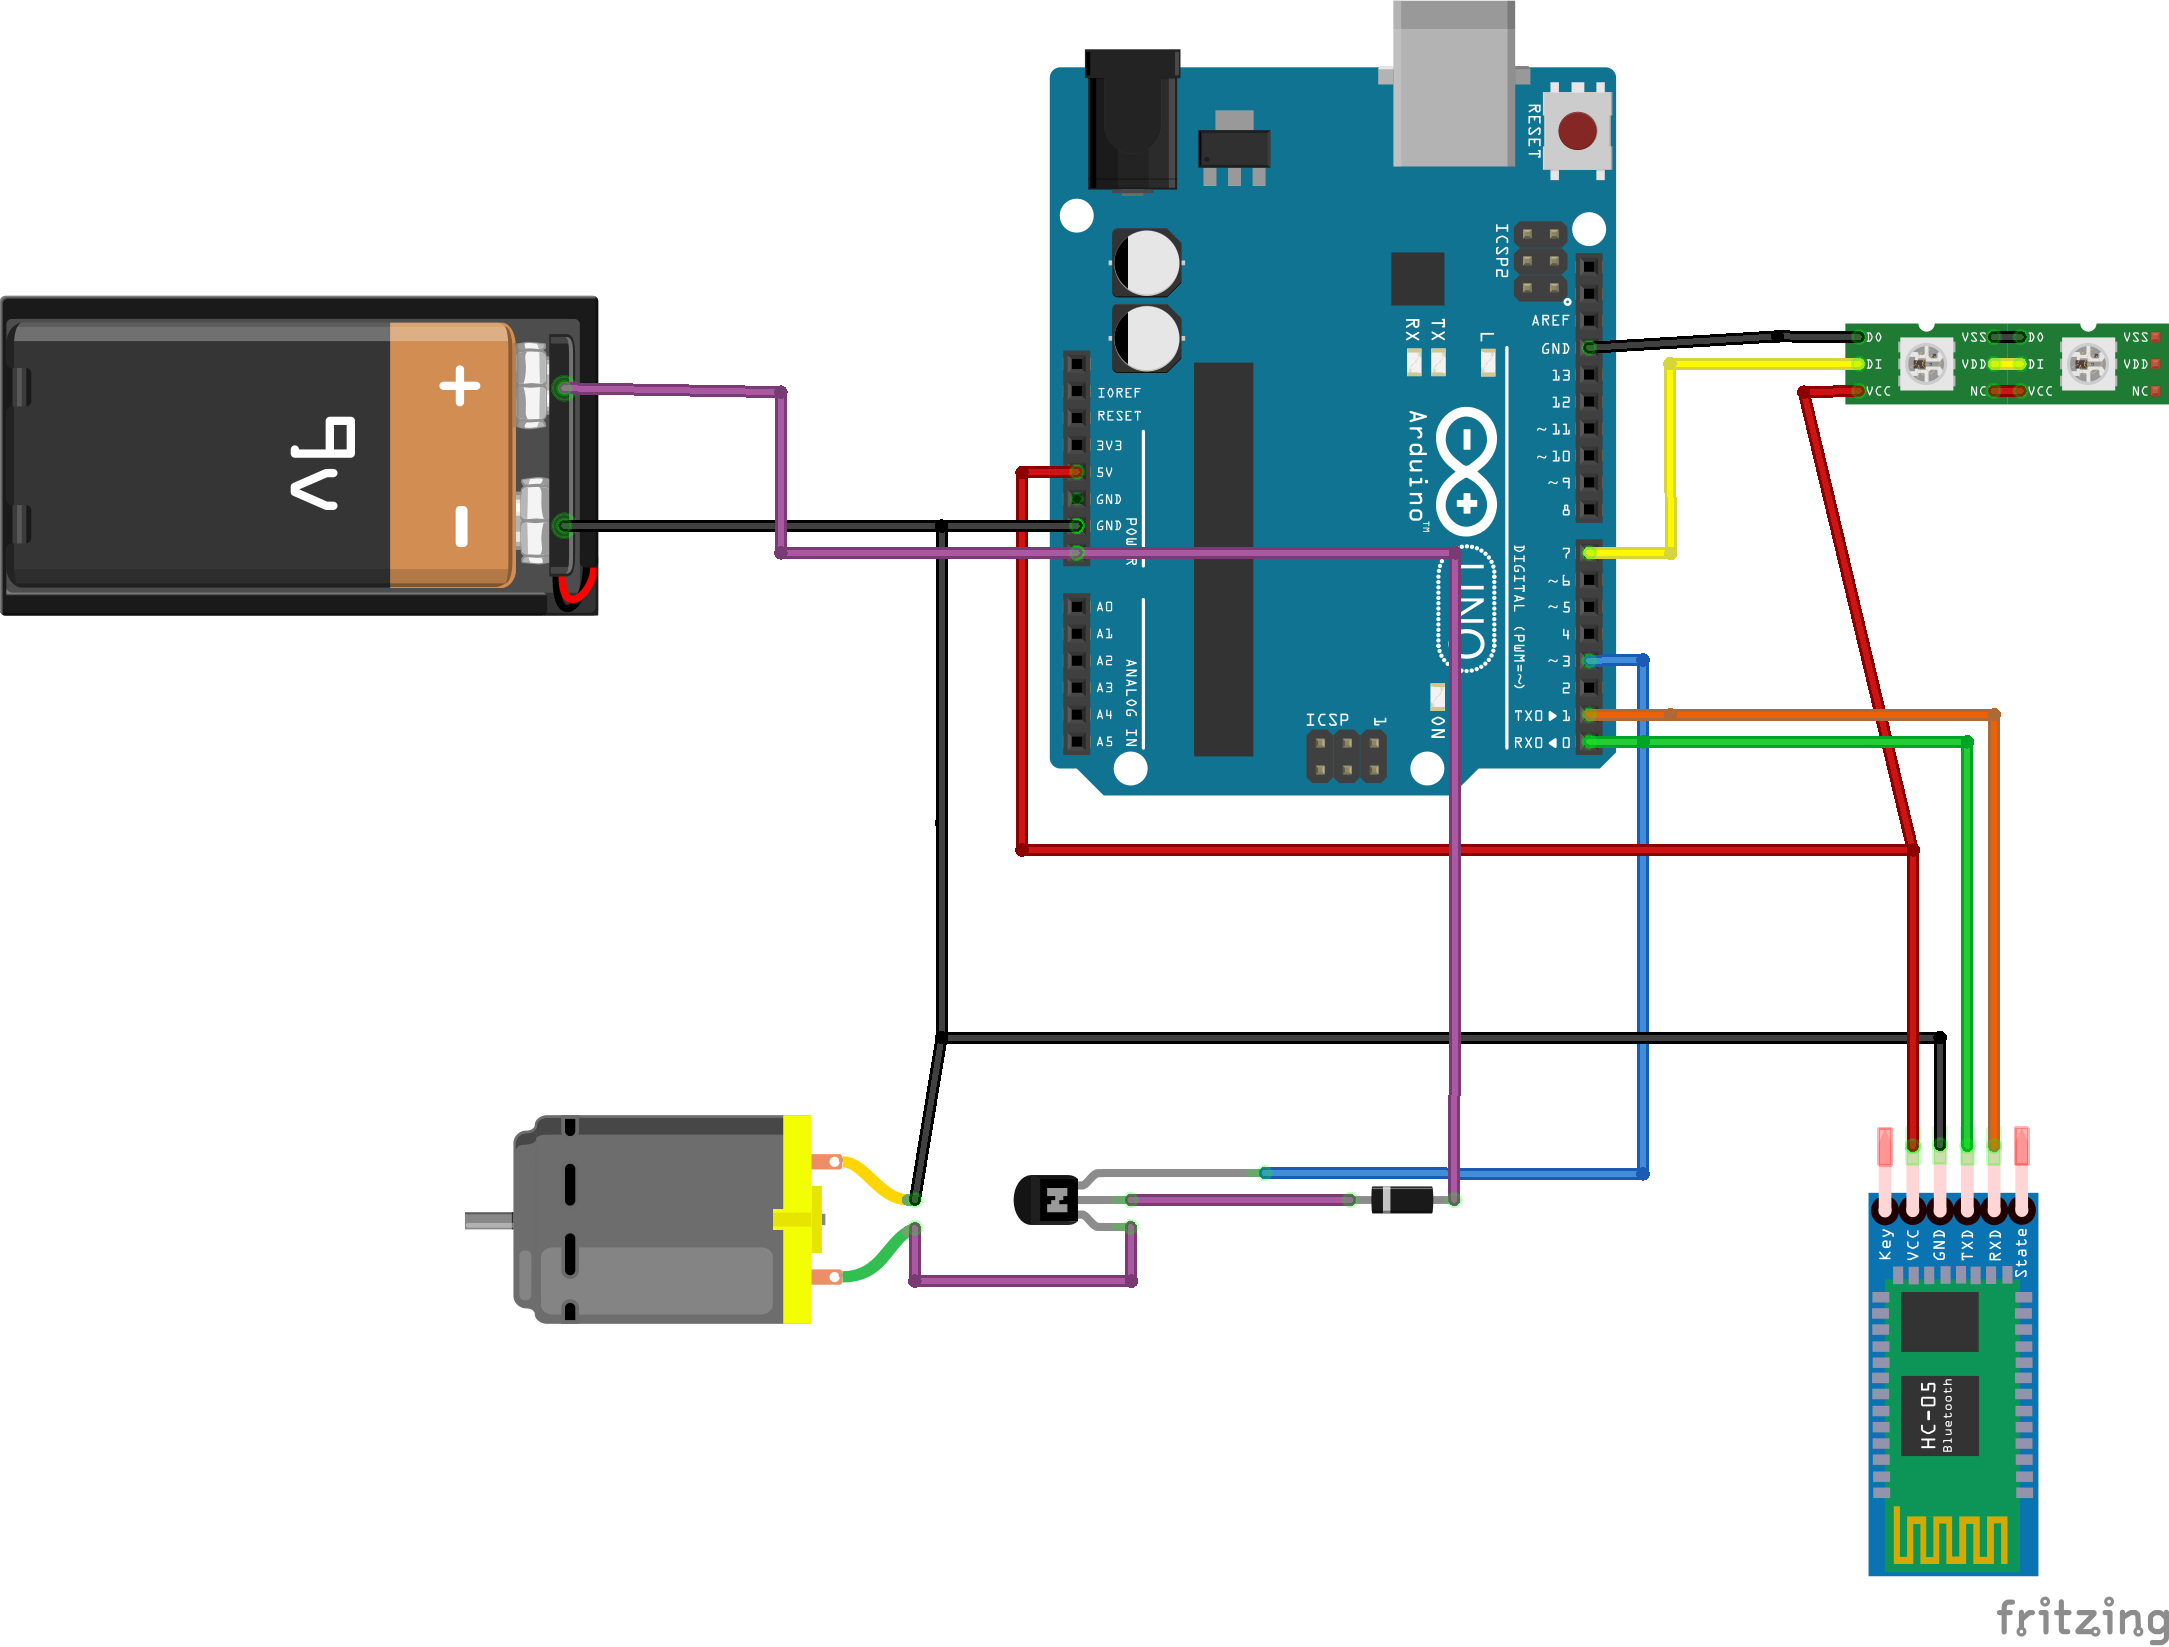 9V
+
-
RESET
ICSP2
AREF
GND
13
12
~11
~10
~9
8
7
~6
~5
4
~3
2
TX0▶1
RX0◀0
DIGITAL (PWM=~)
RX
TX
L
Arduino™
UNO
ON
ICSP
1
IOREF
RESET
3V3
5V
GND
GND
POWER
A0
A1
A2
A3
A4
A5
ANALOG IN
DO VSS DO VSS
DI VDD DI VDD
VCC NC VCC NC
N
Key
VCC
GND
TXD
RXD
State
HC-05
Bluetooth
fritzing